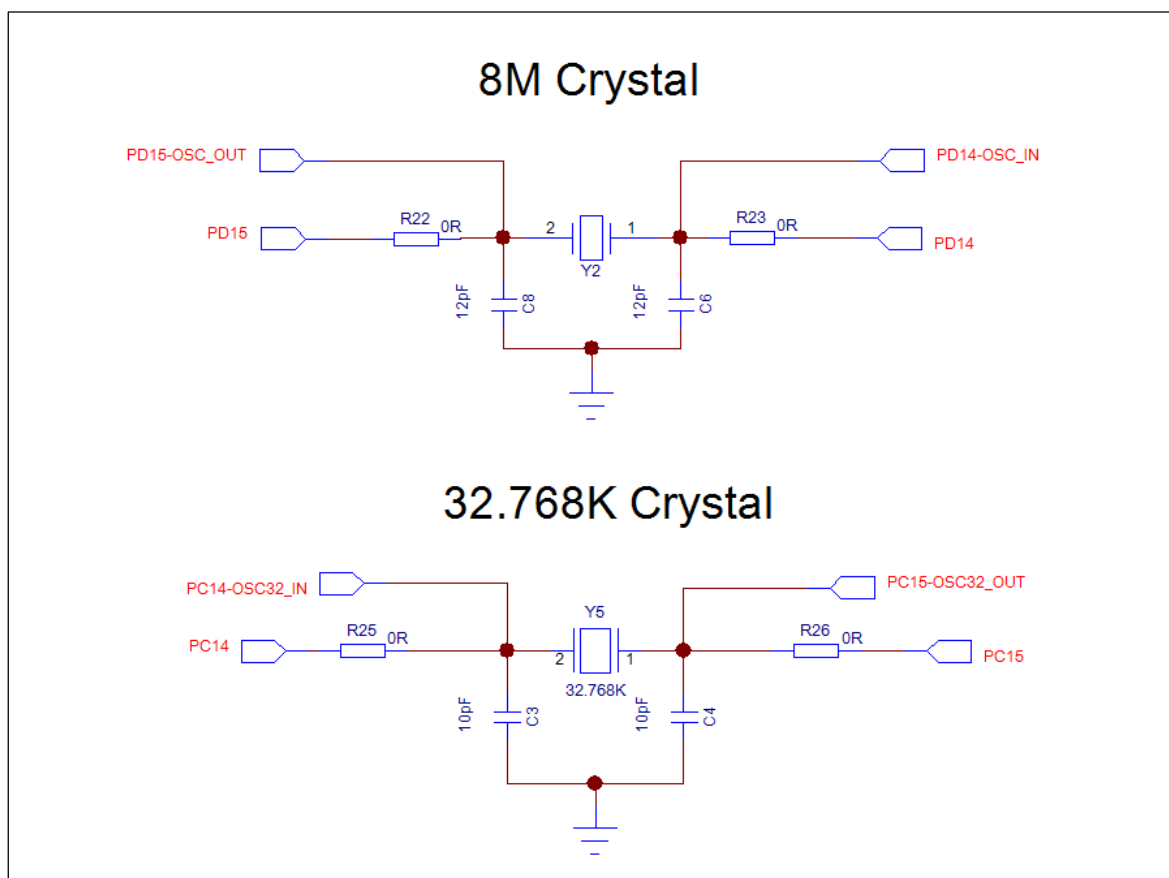 8M Crystal
PD15-OSC_OUT
PD14-OSC_IN
R22
0R
R23
0R
PD15
2
1
PD14
Y2
12pF
C8
12pF
C6
32.768K Crystal
PC14-OSC32_IN
PC15-OSC32_OUT
Y5
R25
0R
R26
0R
PC14
2
1
PC15
32.768K
10pF
C3
10pF
C4